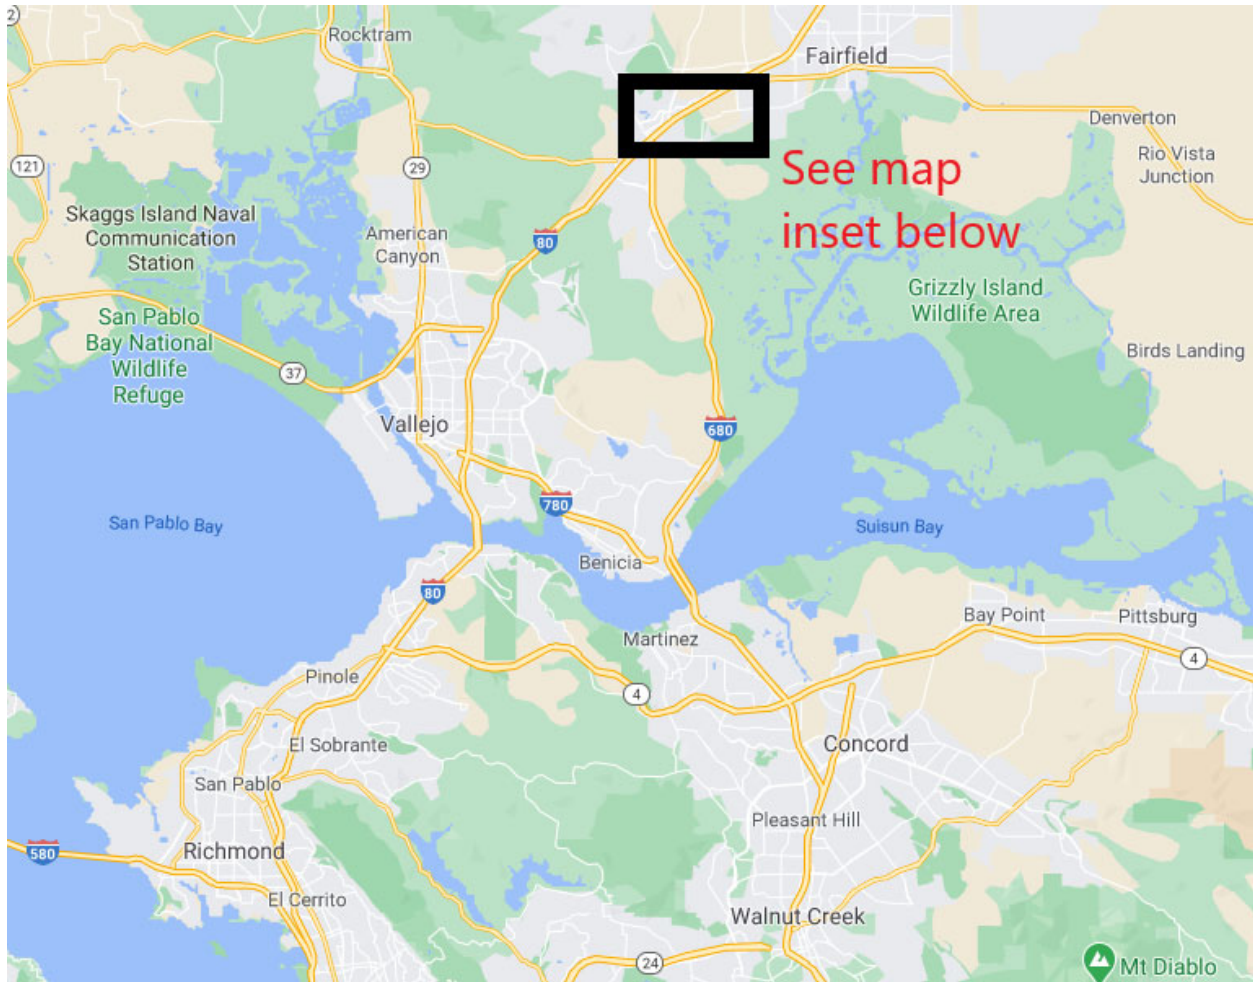 2
Rocktram
Fairfield
Denverton
Rio Vista
Junction
121
29
See map
inset below
Skaggs Island Naval
Communication
Station
American
Canyon
80
Grizzly Island
Wildlife Area
San Pablo
Bay National
Wildlife
Refuge
37
Birds Landing
Vallejo
680
780
San Pablo Bay
Suisun Bay
Benicia
80
Bay Point
Pittsburg
Martinez
4
Pinole
4
El Sobrante
Concord
San Pablo
Pleasant Hill
580
Richmond
El Cerrito
Walnut Creek
24
Mt Diablo